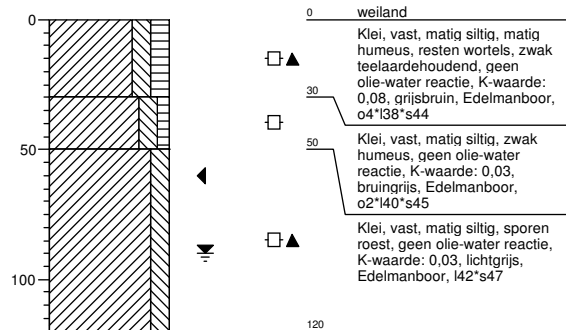 0
50
100
0 weiland
Klei, vast, matig siltig, matig
humeus, resten wortels, zwak
teelaardehoudend, geen
olie-water reactie, K-waarde:
0,08, grijsbruin, Edelmanboor,
o4*l38*s44
30
Klei, vast, matig siltig, zwak
humeus, geen olie-water
reactie, K-waarde: 0,03,
bruingrijs, Edelmanboor,
o2*l40*s45
50
Klei, vast, matig siltig, sporen
roest, geen olie-water reactie,
K-waarde: 0,03, lichtgrijs,
Edelmanboor, l42*s47
120